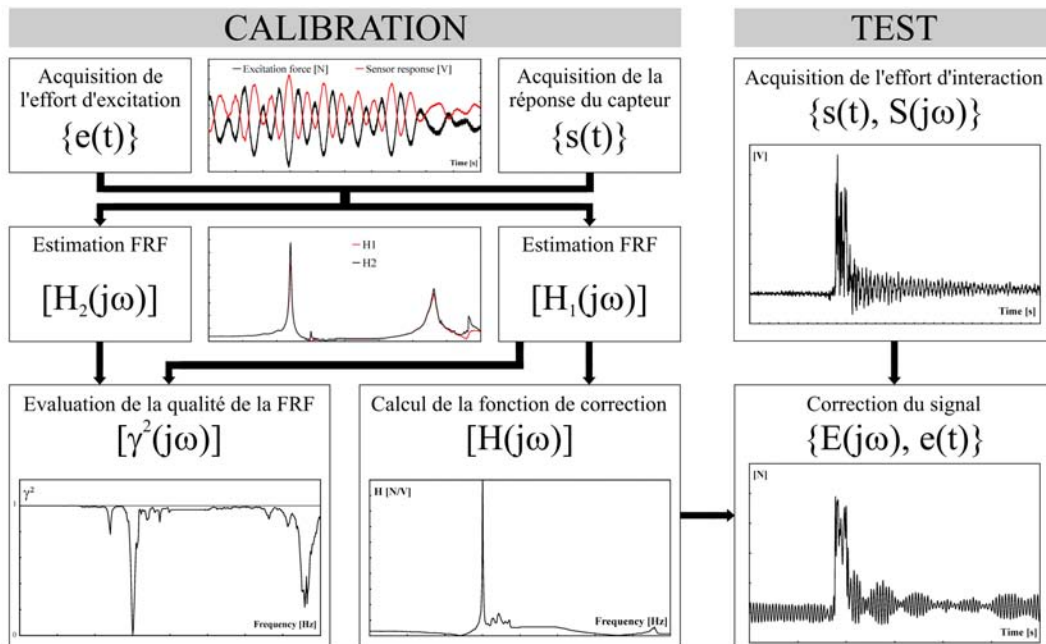 CALIBRATION
TEST
Acquisition de
l'effort d'excitation
{e(t)}
Excitation force [N]
Sensor response [V]
Time [s]
Acquisition de la
réponse du capteur
{s(t)}
Acquisition de l'effort d'interaction
{s(t), S(jω)}
[V]
Time [s]
Estimation FRF
[H₂(jω)]
H1
H2
Estimation FRF
[H₁(jω)]
Evaluation de la qualité de la FRF
[γ²(jω)]
γ²
1
0
Frequency [Hz]
Calcul de la fonction de correction
[H(jω)]
H [N/V]
Frequency [Hz]
Correction du signal
{E(jω), e(t)}
[N]
Time [s]